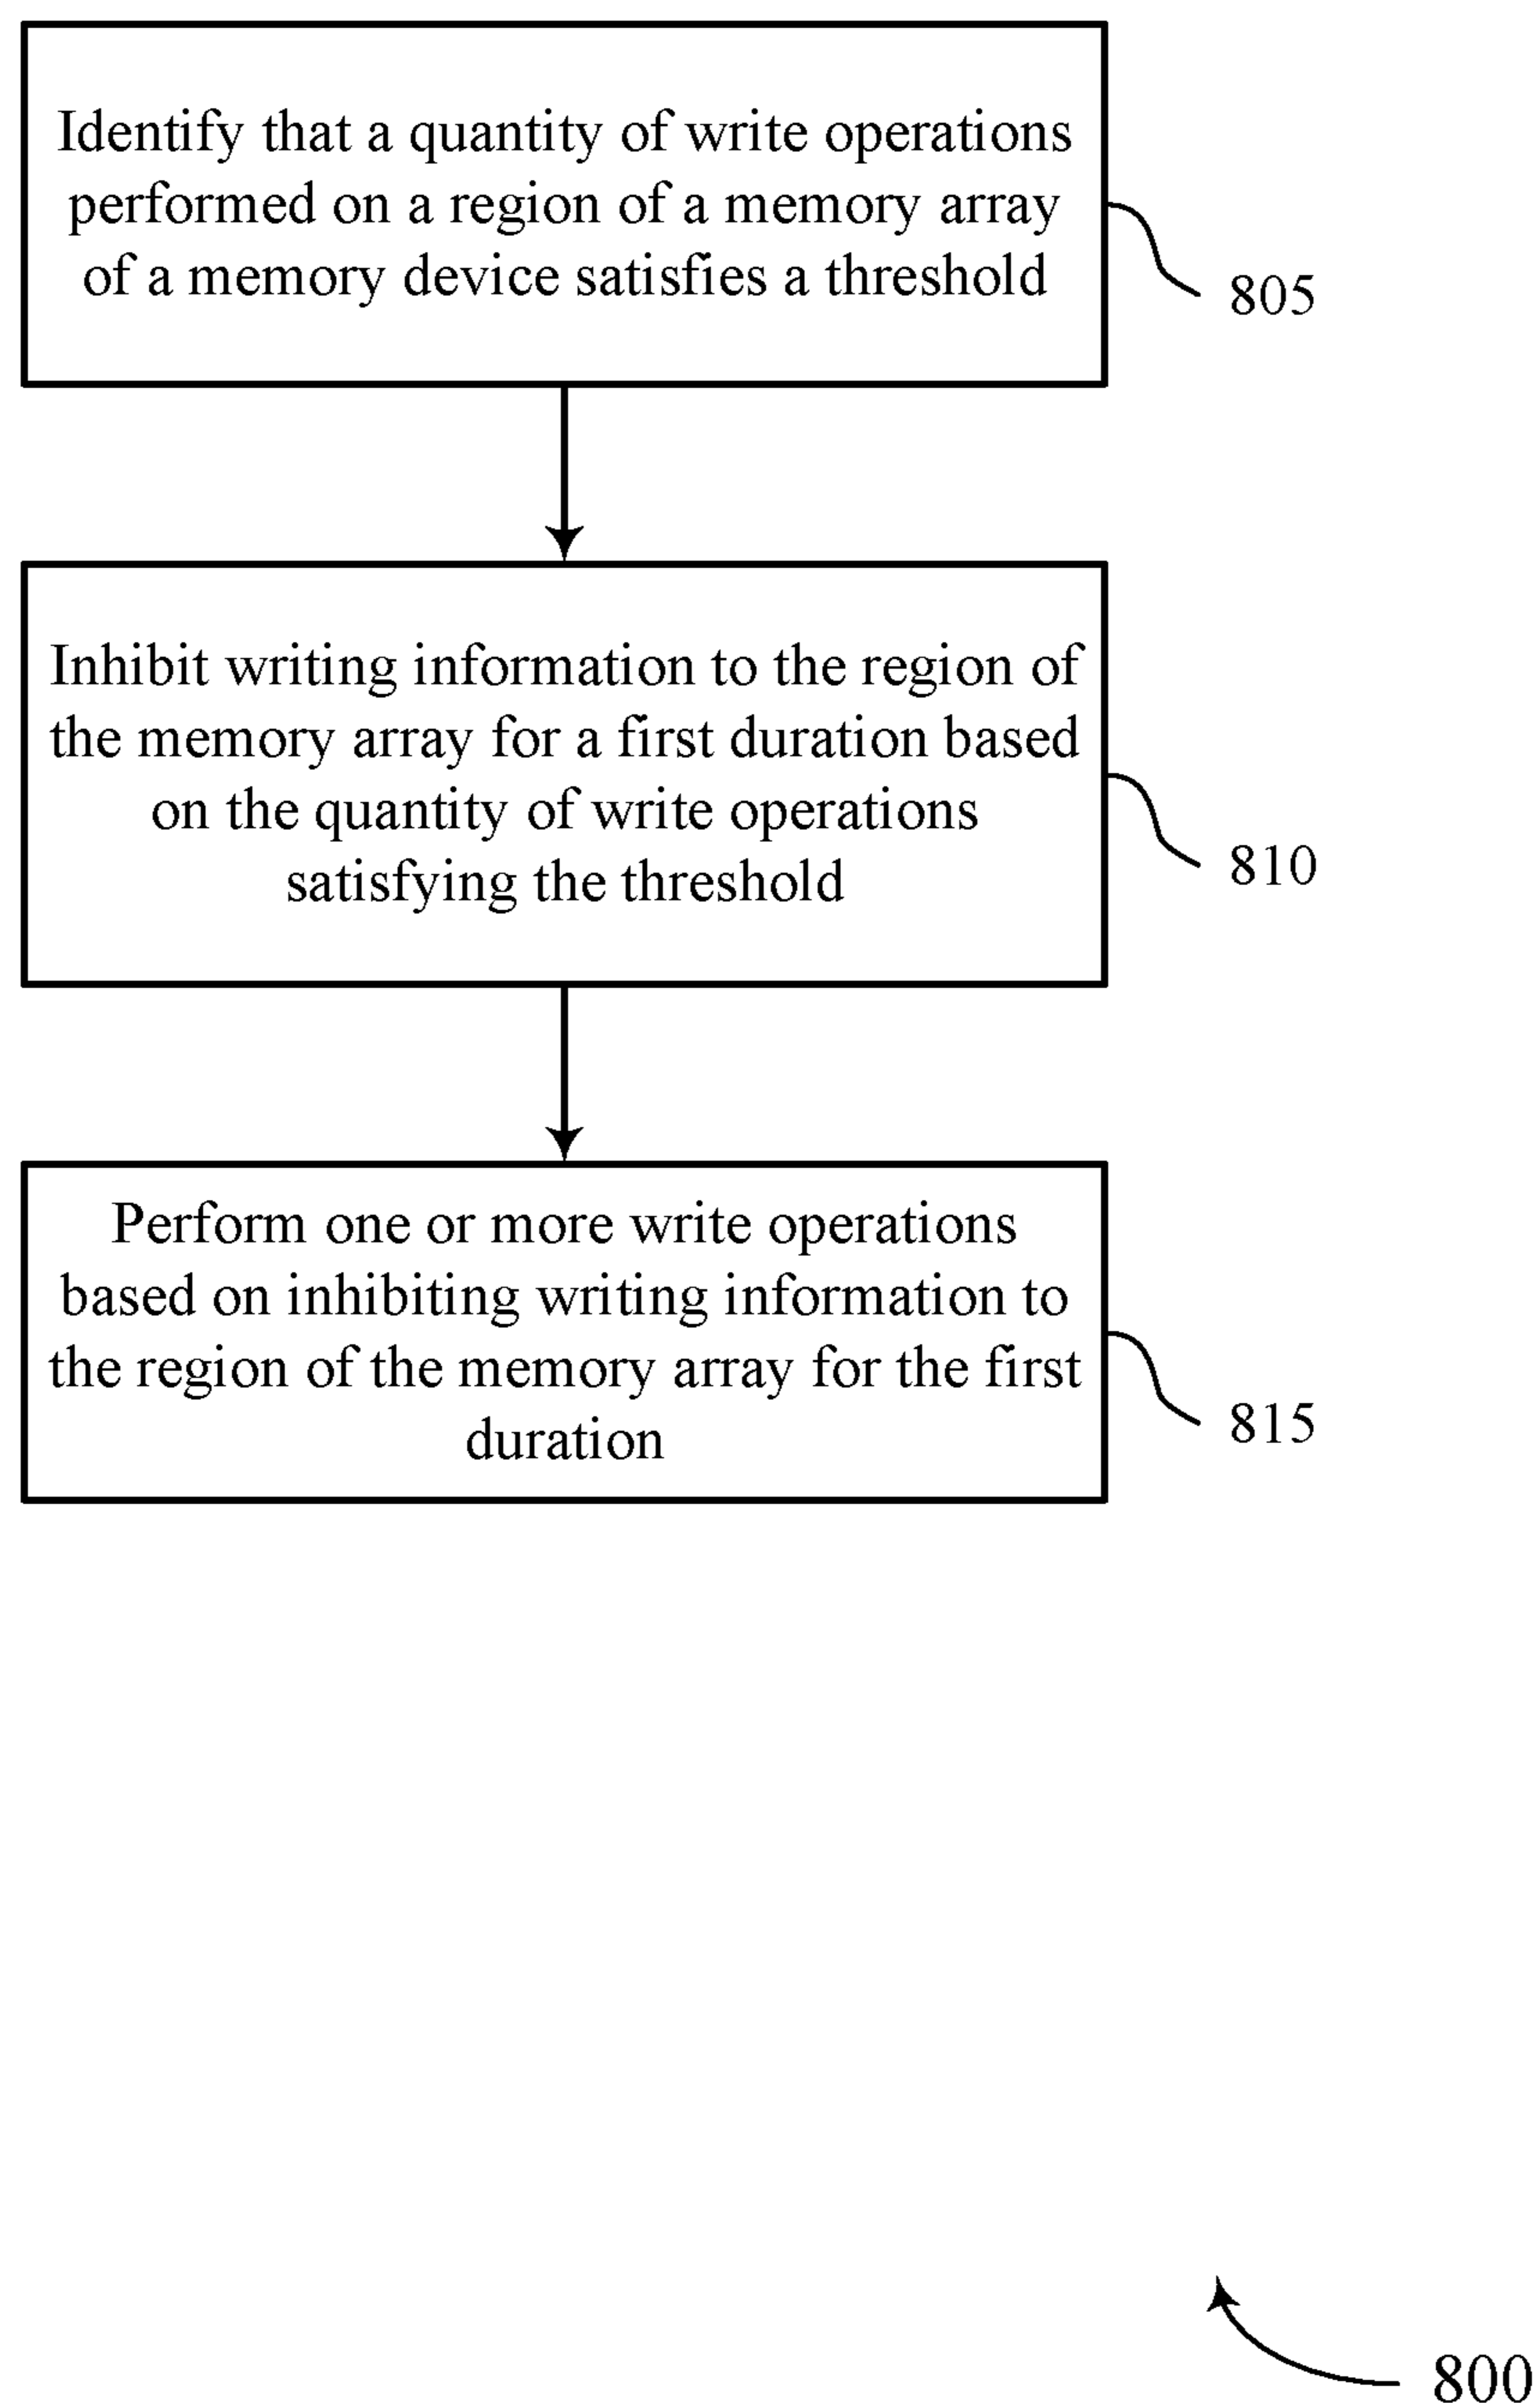 Identify that a quantity of write operations
performed on a region of a memory array
of a memory device satisfies a threshold
805
Inhibit writing information to the region of
the memory array for a first duration based
on the quantity of write operations
satisfying the threshold
810
Perform one or more write operations
based on inhibiting writing information to
the region of the memory array for the first
duration
815
800